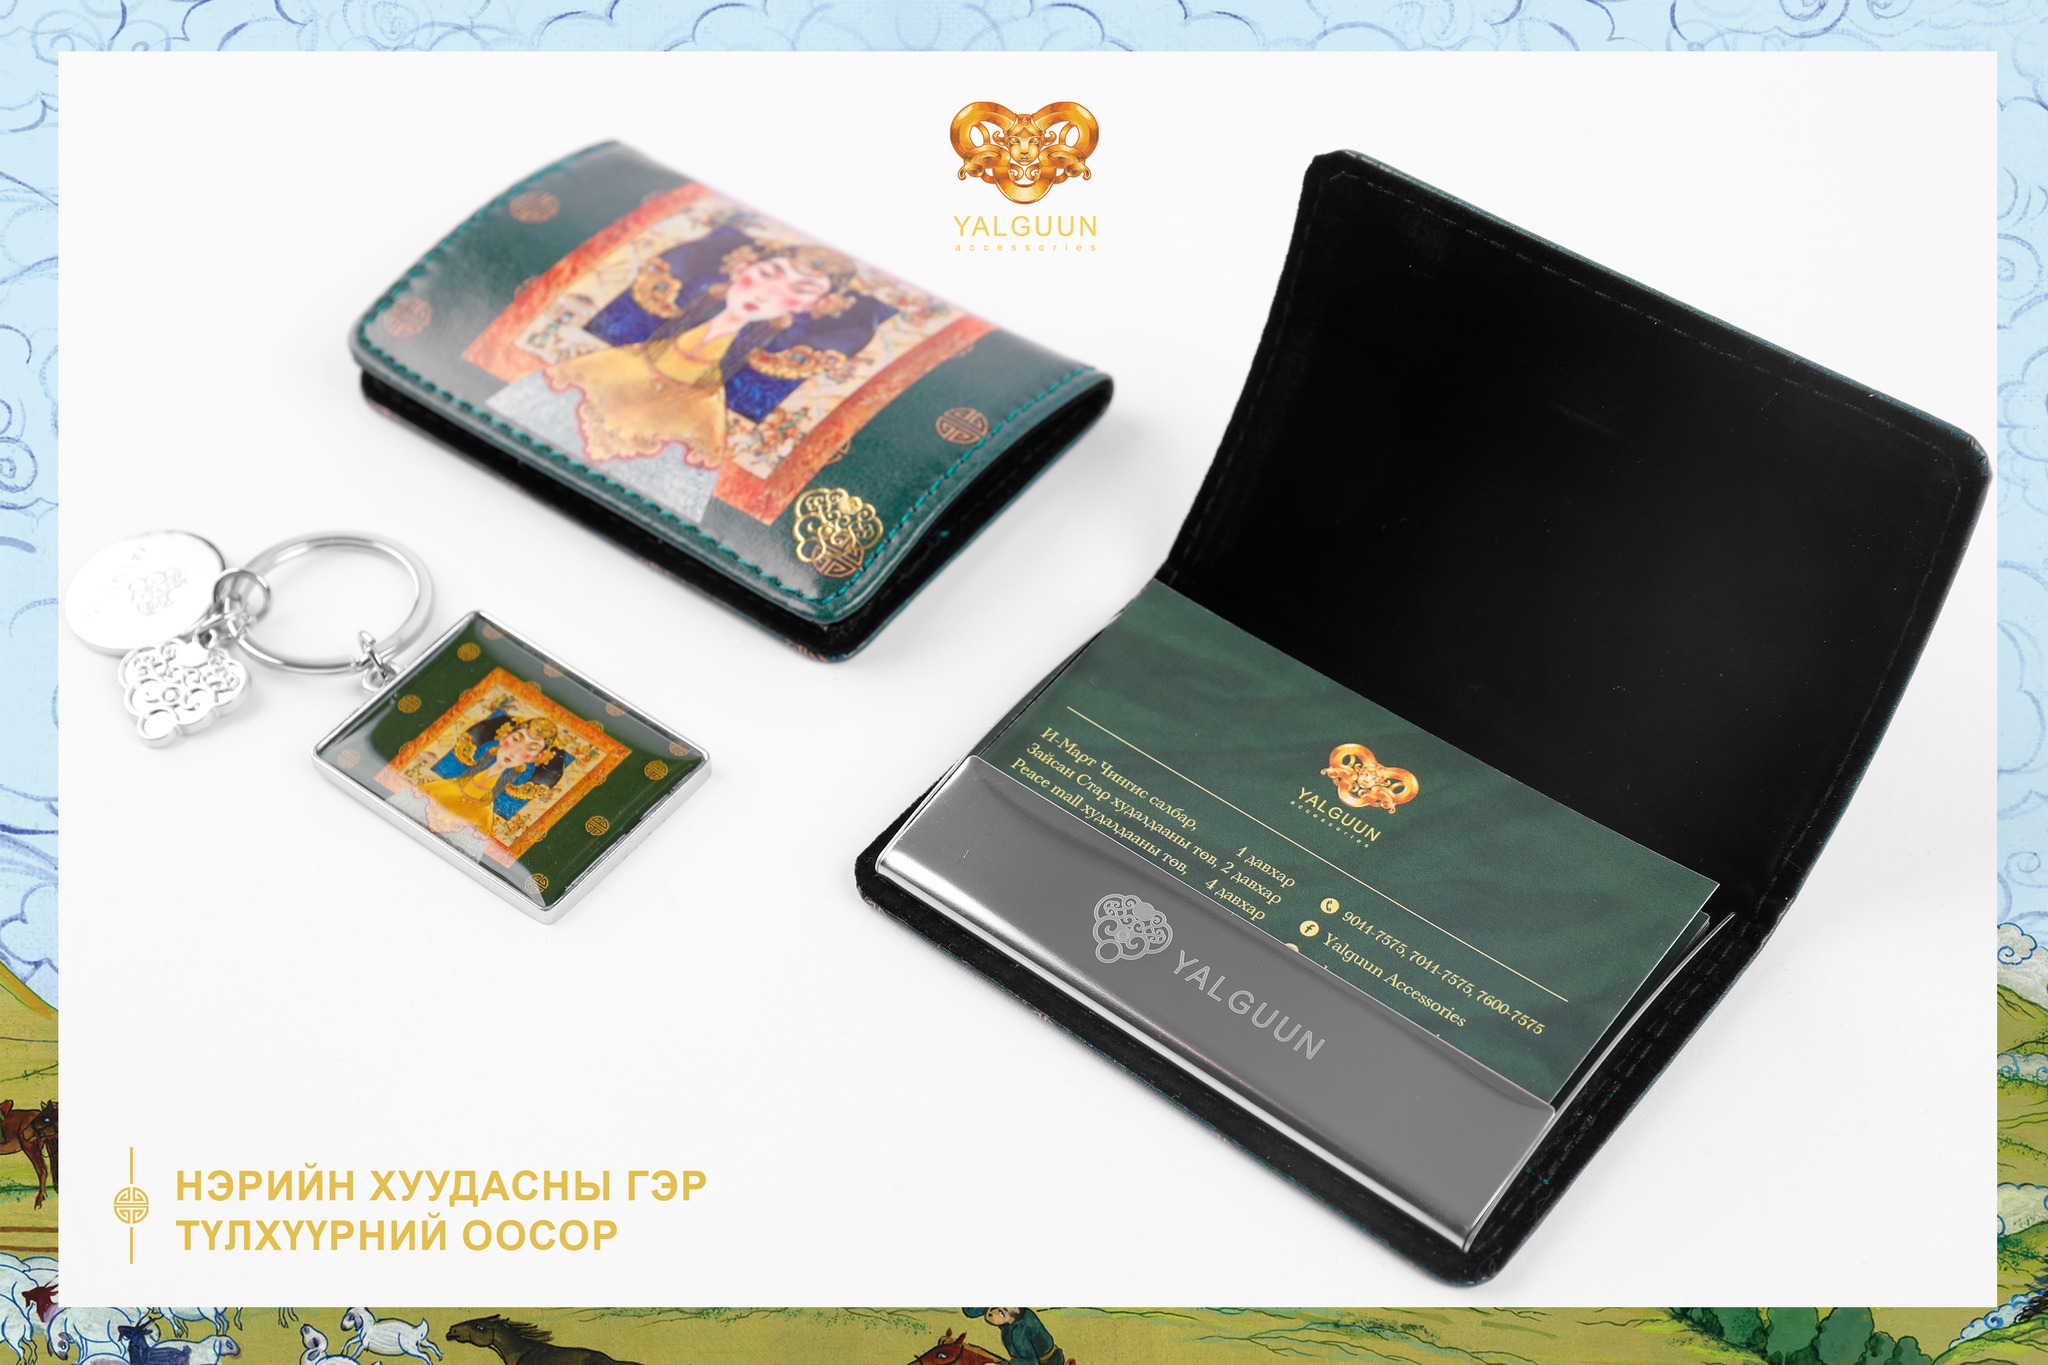 YALGUUN
accessories
YALGUUN
accessories
И-Март Чингис салбар, 1 давхар
Зайсан Стар худалдааны төв, 2 давхар
Peace mall худалдааны төв, 4 давхар
9011-7575, 7011-7575, 7600-7575
Yalguun Accessories
YALGUUN
НЭРИЙН ХУУДАСНЫ ГЭР
ТҮЛХҮҮРНИЙ ООСОР